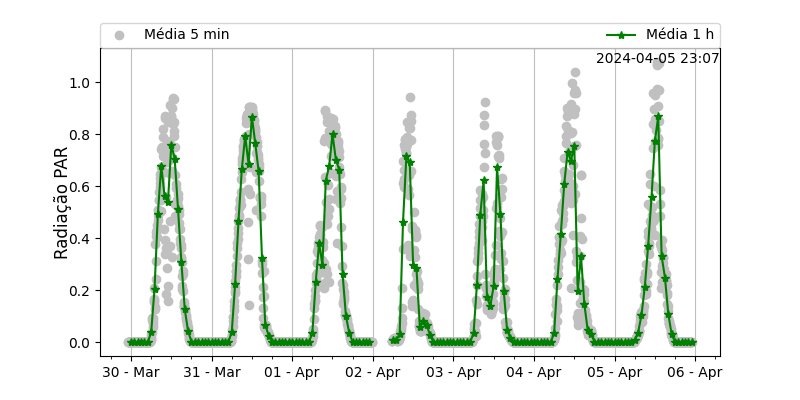 Média 5 min
Média 1 h
2024-04-05 23:07
Radiação PAR
1.0
0.8
0.6
0.4
0.2
0.0
30 - Mar
31 - Mar
01 - Apr
02 - Apr
03 - Apr
04 - Apr
05 - Apr
06 - Apr